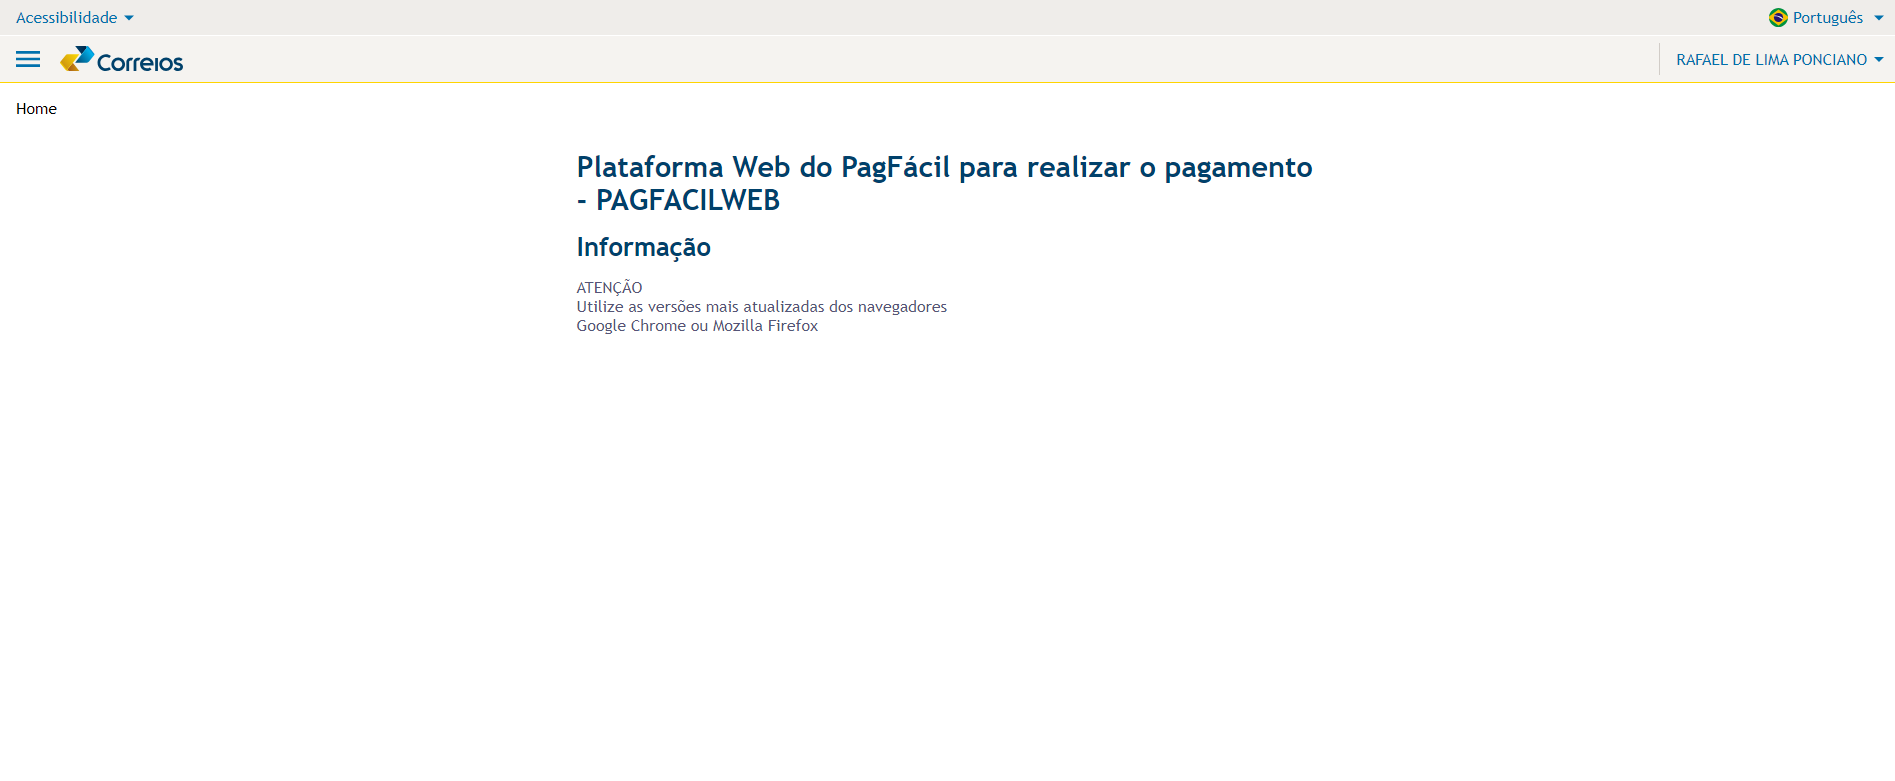 Acessibilidade
Português
Correios
RAFAEL DE LIMA PONCIANO
Home
Plataforma Web do PagFácil para realizar o pagamento
- PAGFACILWEB
Informação
ATENÇÃO
Utilize as versões mais atualizadas dos navegadores
Google Chrome ou Mozilla Firefox